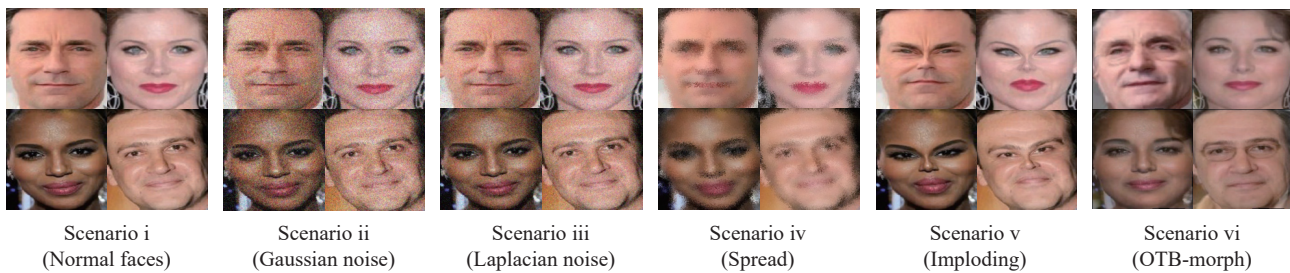 Scenario i
(Normal faces)
Scenario ii
(Gaussian noise)
Scenario iii
(Laplacian noise)
Scenario iv
(Spread)
Scenario v
(Imploding)
Scenario vi
(OTB-morph)